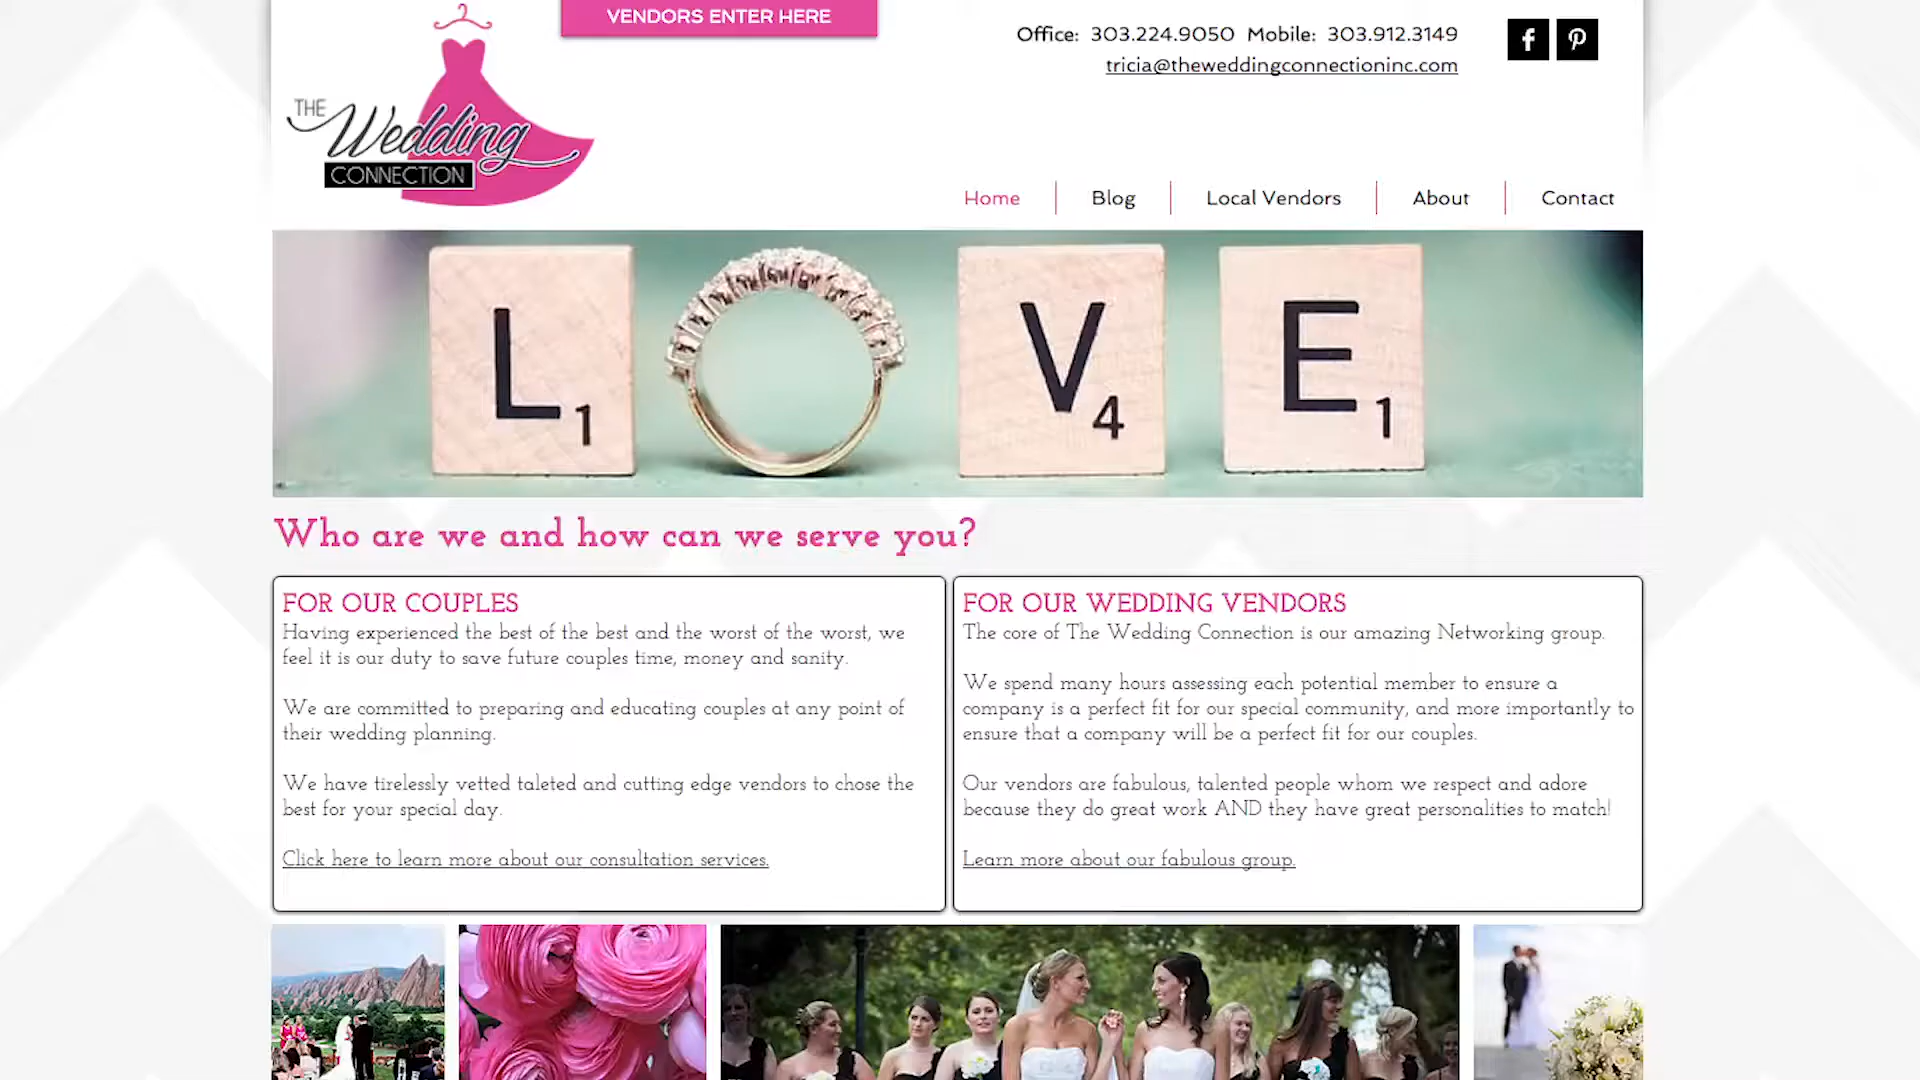 VENDORS ENTER HERE
Office: 303.224.9050 Mobile: 303.912.3149
tricia@theweddingconnectioninc.com
THE
Wedding
CONNECTION
Home
Blog
Local Vendors
About
Contact
L1
V4
E1
Who are we and how can we serve you?
FOR OUR COUPLES
Having experienced the best of the best and the worst of the worst, we
feel it is our duty to save future couples time, money and sanity.
We are committed to preparing and educating couples at any point of
their wedding planning.
We have tirelessly vetted taleted and cutting edge vendors to chose the
best for your special day.
Click here to learn more about our consultation services.
FOR OUR WEDDING VENDORS
The core of The Wedding Connection is our amazing Networking group.
We spend many hours assessing each potential member to ensure a
company is a perfect fit for our special community, and more importantly to
ensure that a company will be a perfect fit for our couples.
Our vendors are fabulous, talented people whom we respect and adore
because they do great work AND they have great personalities to match!
Learn more about our fabulous group.